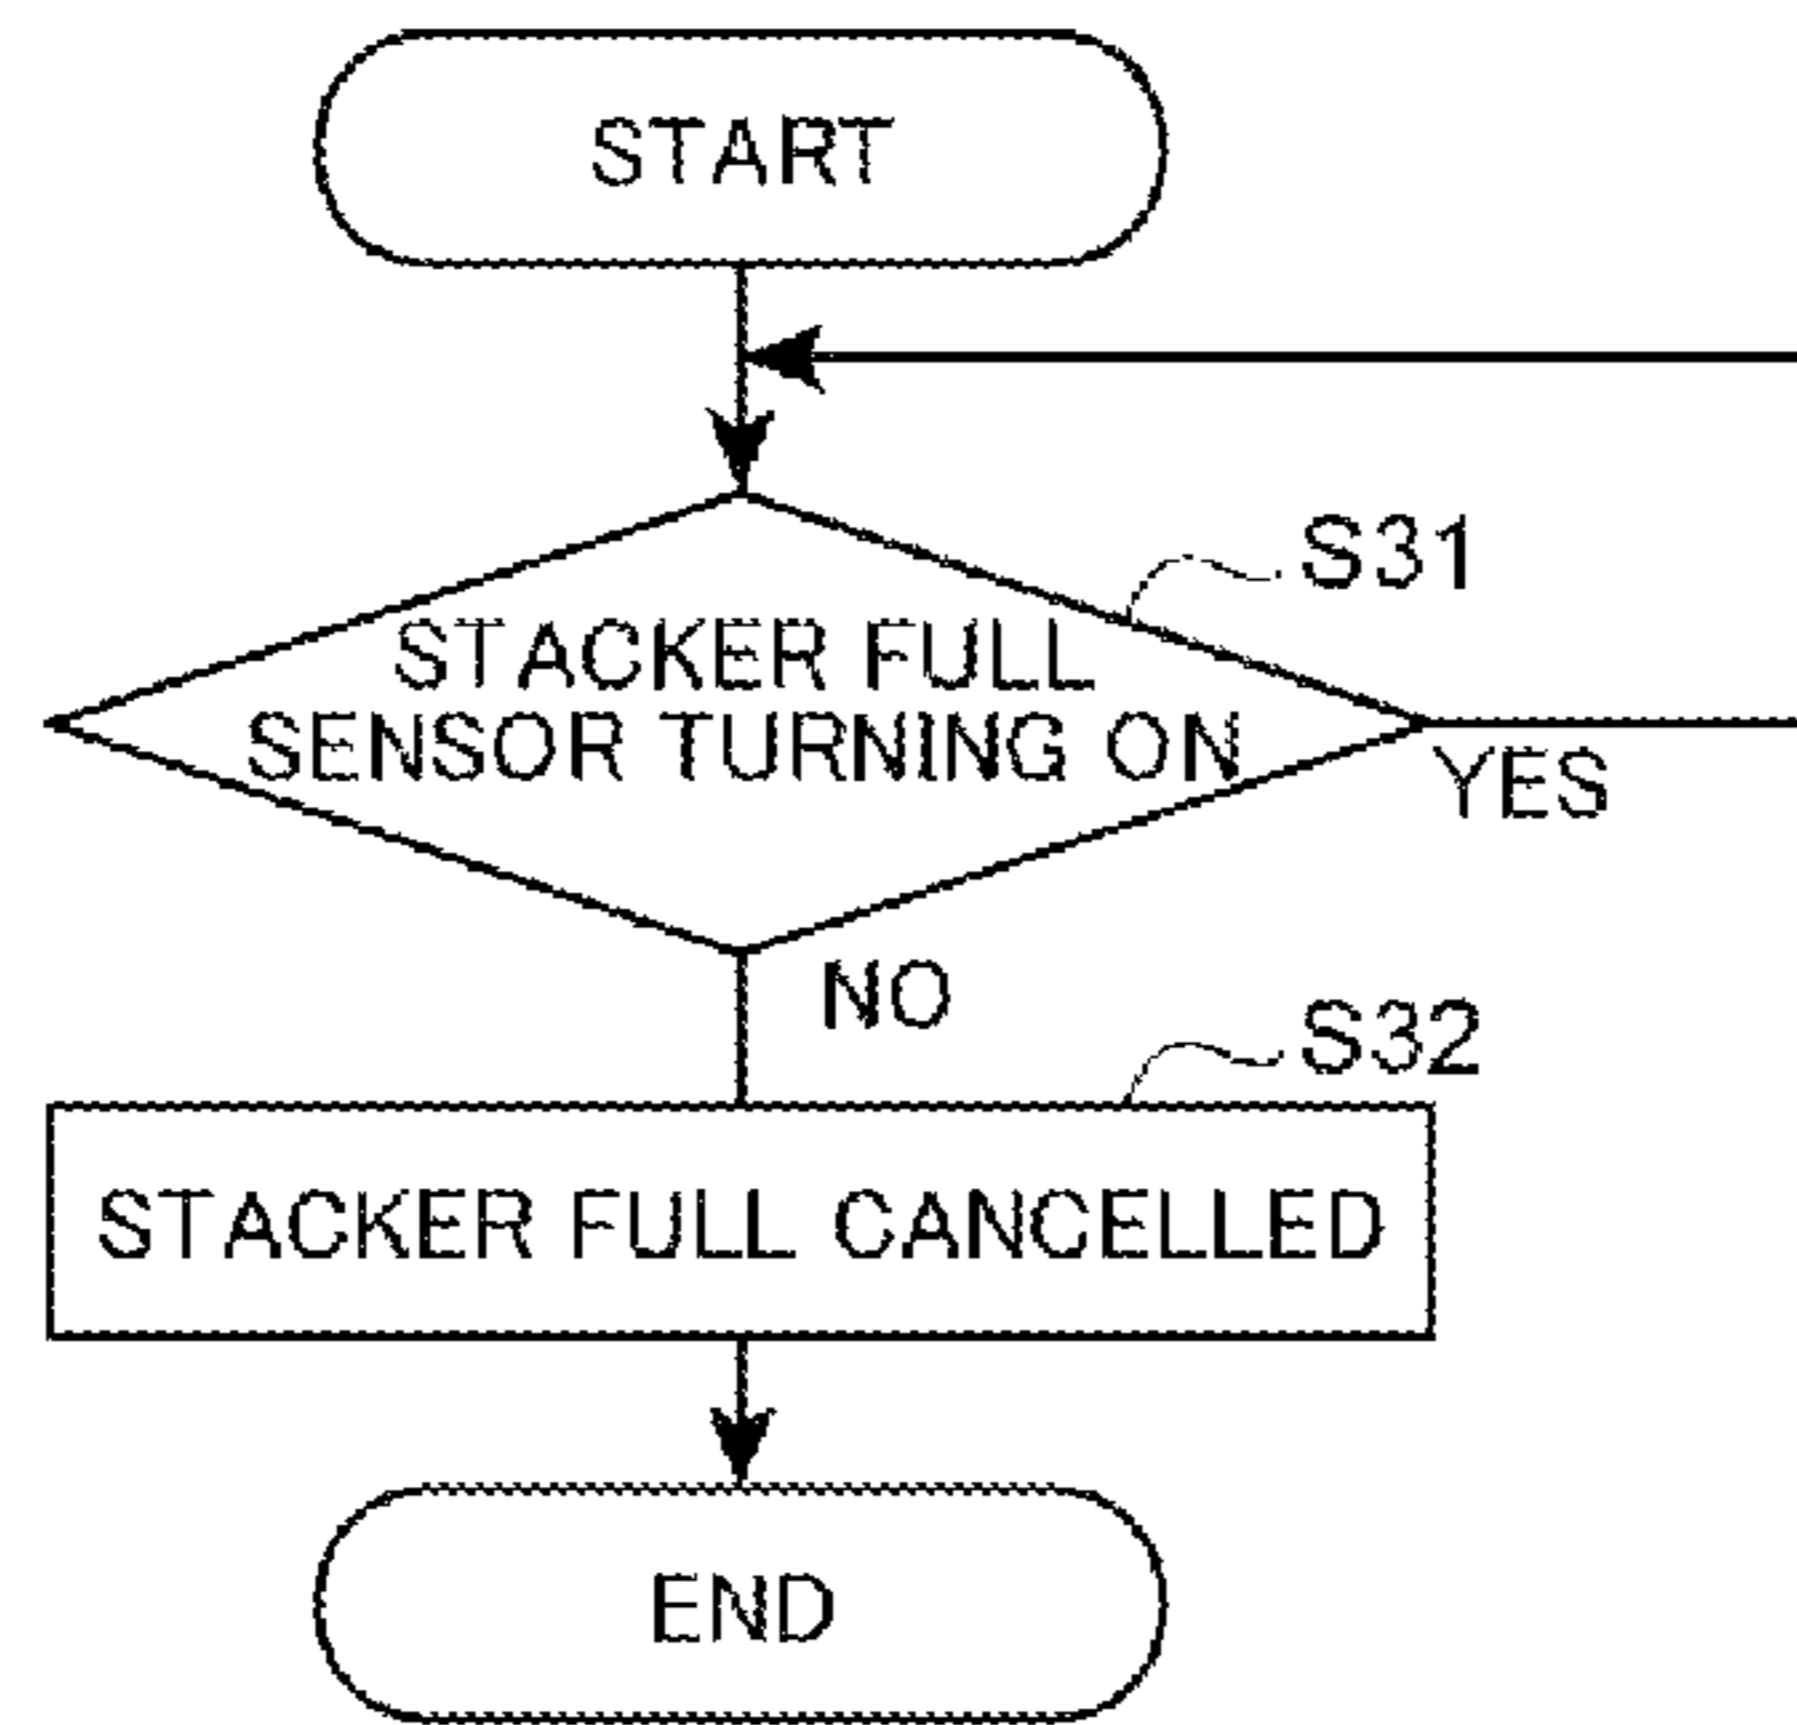 START
S31
STACKER FULL
SENSOR TURNING ON
YES
NO
S32
STACKER FULL CANCELLED
END